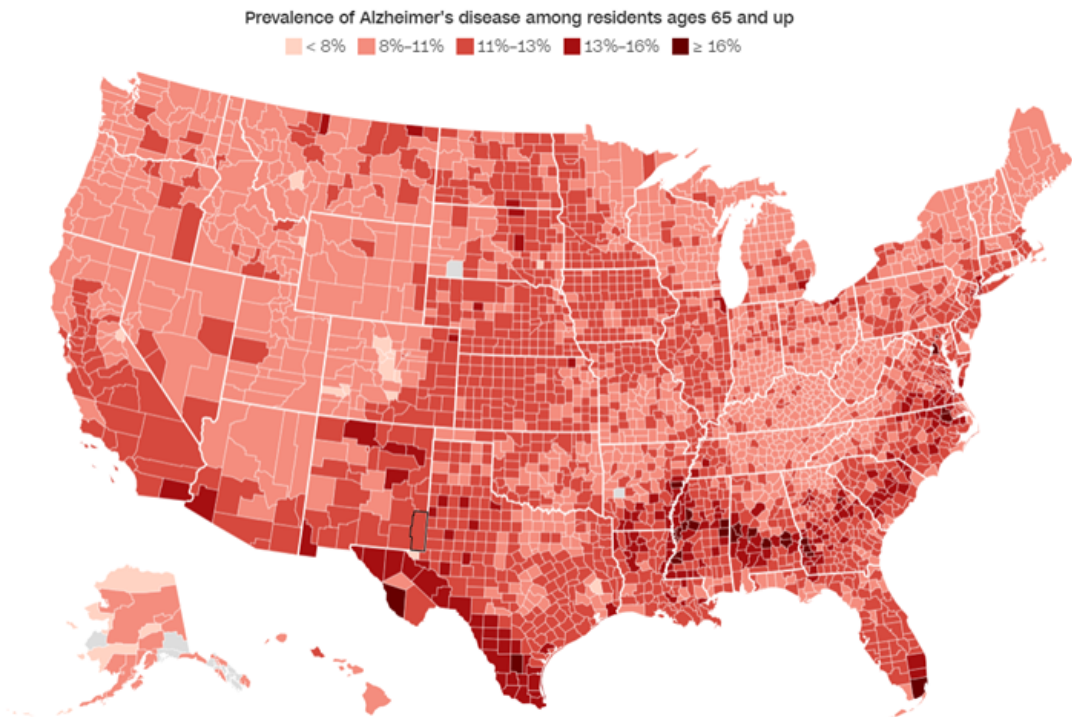 Prevalence of Alzheimer's disease among residents ages 65 and up
< 8% 8%–11% 11%–13% 13%–16% ≥ 16%